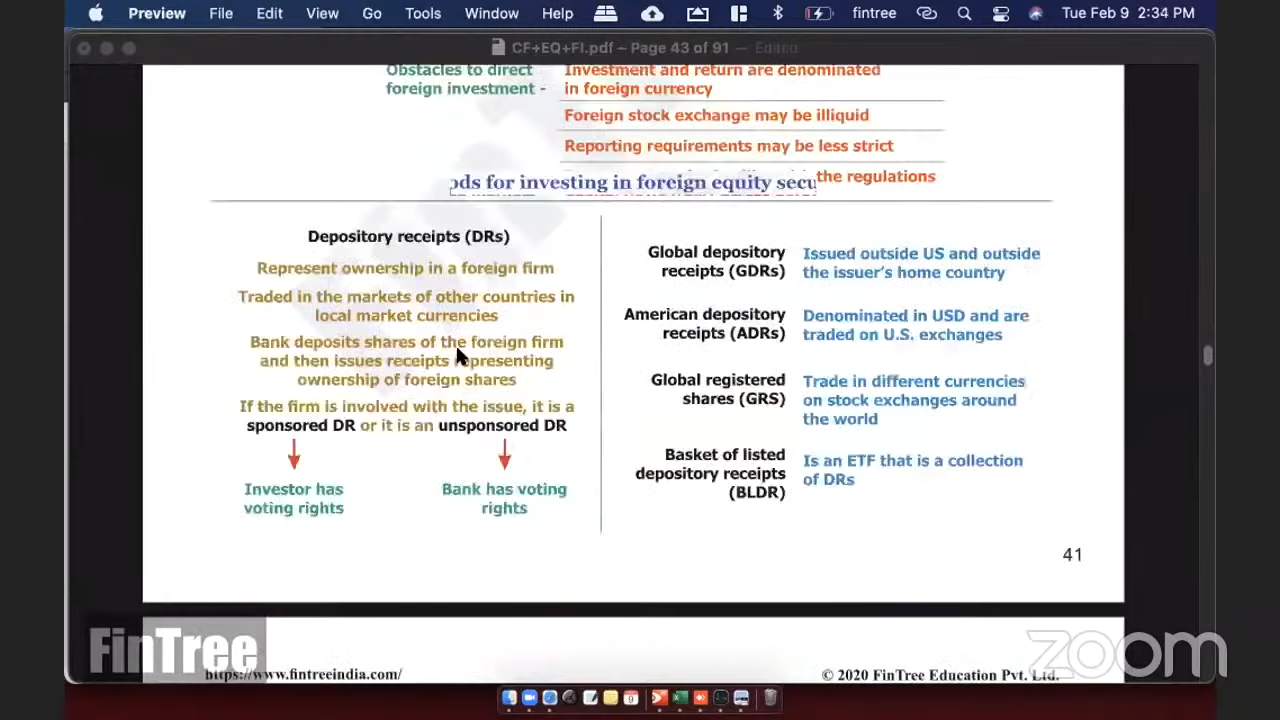 Preview File Edit View Go Tools Window Help fintree Tue Feb 9 2:34 PM
CF+EQ+FI.pdf – Page 43 of 91 — Edited
Obstacles to direct
foreign investment -
Investment and return are denominated
in foreign currency
Foreign stock exchange may be illiquid
Reporting requirements may be less strict
the regulations
for investing in foreign equity
Depository receipts (DRs)
Represent ownership in a foreign firm
Traded in the markets of other countries in
local market currencies
Bank deposits shares of the foreign firm
and then issues receipts representing
ownership of foreign shares
If the firm is involved with the issue, it is a
sponsored DR or it is an unsponsored DR
Investor has
voting rights
Bank has voting
rights
Global depository
receipts (GDRs)
Issued outside US and outside
the issuer's home country
American depository
receipts (ADRs)
Denominated in USD and are
traded on U.S. exchanges
Global registered
shares (GRS)
Trade in different currencies
on stock exchanges around
the world
Basket of listed
depository receipts
(BLDR)
Is an ETF that is a collection
of DRs
41
FinTree
zoom
https://www.fintreeindia.com/
© 2020 FinTree Education Pvt. Ltd.